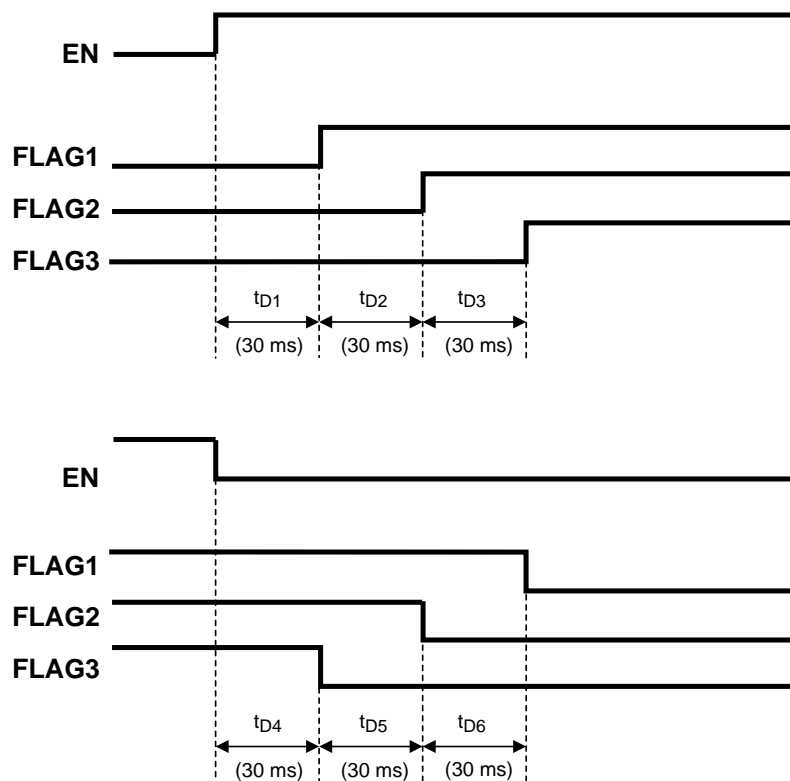 EN
FLAG1
FLAG2
FLAG3
tD1 tD2 tD3
(30 ms) (30 ms) (30 ms)
EN
FLAG1
FLAG2
FLAG3
tD4 tD5 tD6
(30 ms) (30 ms) (30 ms)